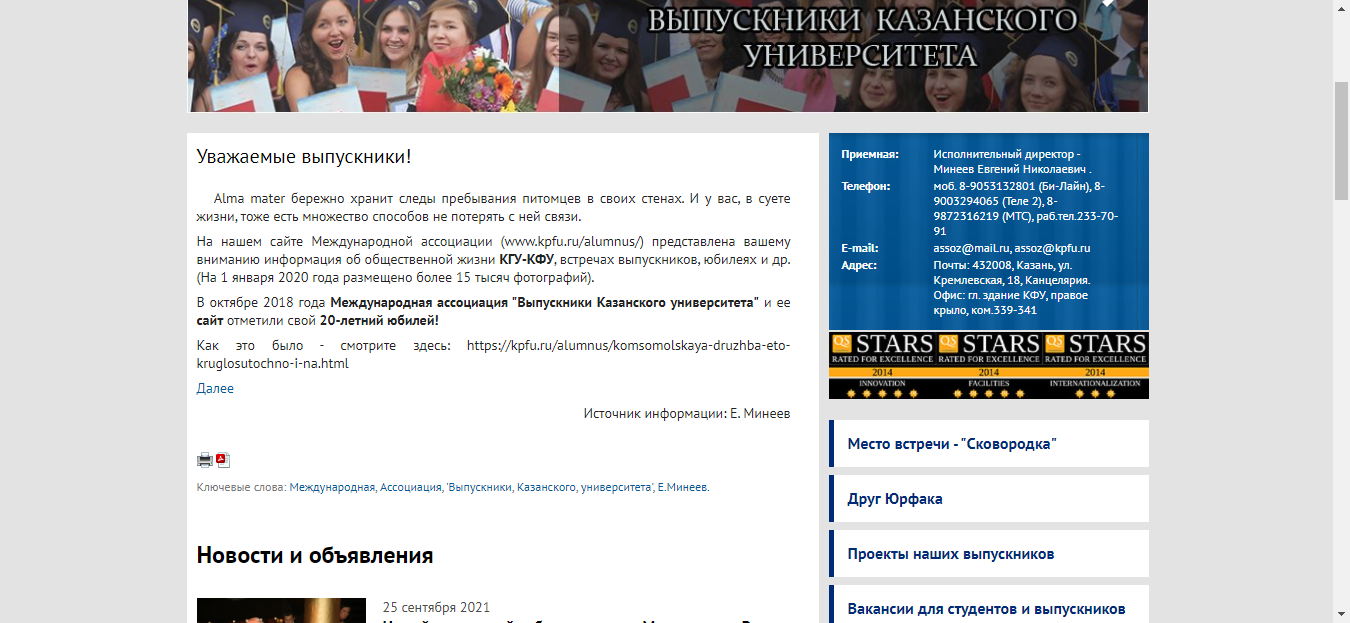 ВЫПУСКНИКИ КАЗАНСКОГО
УНИВЕРСИТЕТА
Уважаемые выпускники!
Alma mater бережно хранит следы пребывания питомцев в своих стенах. И у вас, в суете
жизни, тоже есть множество способов не потерять с ней связи.
На нашем сайте Международной ассоциации (www.kpfu.ru/alumnus/) представлена вашему
вниманию информация об общественной жизни КГУ-КФУ, встречах выпускников, юбилеях и др.
(На 1 января 2020 года размещено более 15 тысяч фотографий).
В октябре 2018 года Международная ассоциация "Выпускники Казанского университета" и ее
сайт отметили свой 20-летний юбилей!
Как это было - смотрите здесь: https://kpfu.ru/alumnus/komsomolskaya-druzhba-eto-
kruglosutochno-i-na.html
Далее
Источник информации: Е. Минеев
Ключевые слова: Международная, Ассоциация, 'Выпускники, Казанского, университета', Е.Минеев.
Новости и объявления
25 сентября 2021
Приемная: Исполнительный директор -
Минеев Евгений Николаевич .
Телефон: моб. 8-9053132801 (Би-Лайн), 8-
9003294065 (Теле 2), 8-
9872316219 (МТС), раб.тел.233-70-
91
E-mail: assoz@mail.ru, assoz@kpfu.ru
Адрес: Почты: 432008, Казань, ул.
Кремлевская, 18, Канцелярия.
Офис: гл. здание КФУ, правое
крыло, ком.339-341
QS STARS QS STARS QS STARS
RATED FOR EXCELLENCE RATED FOR EXCELLENCE RATED FOR EXCELLENCE
2014 2014 2014
INNOVATION FACILITIES INTERNATIONALIZATION
Место встречи - "Сковородка"
Друг Юрфака
Проекты наших выпускников
Вакансии для студентов и выпускников